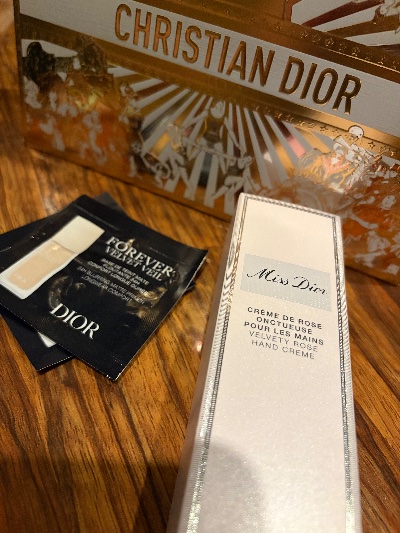 CHRISTIAN DIOR
FOREVER
VELVET VEIL
DIOR
Miss Dior
CRÈME DE ROSE
ONCTUEUSE
POUR LES MAINS
VELVETY ROSE
HAND CREME